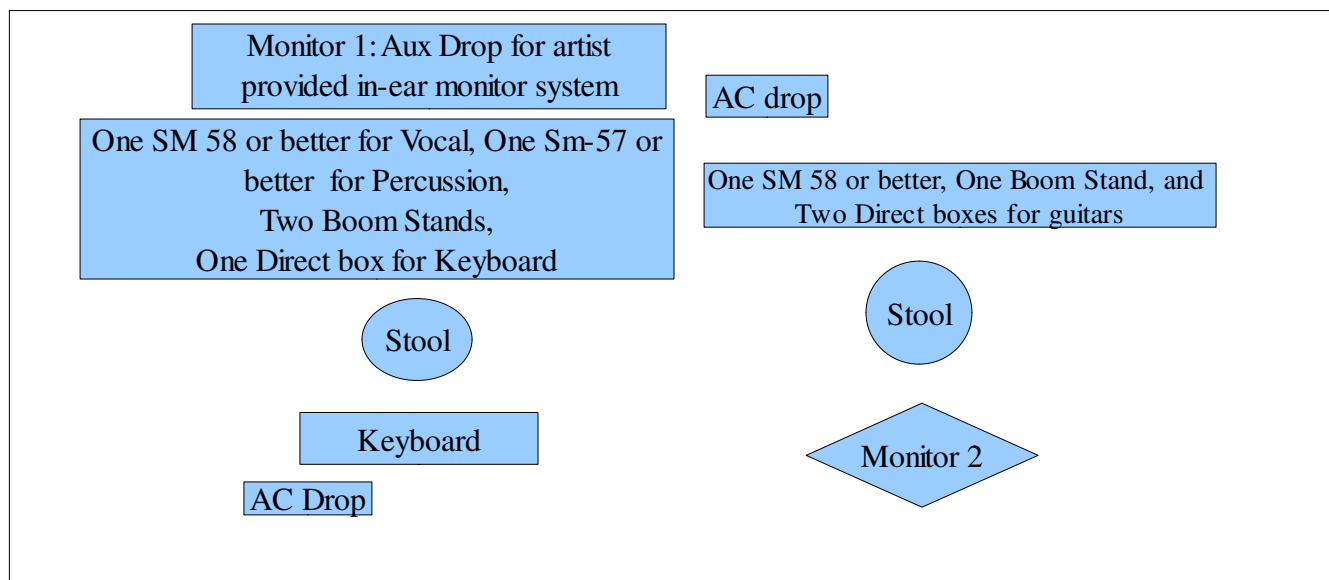 Monitor 1: Aux Drop for artist
provided in-ear monitor system
AC drop
One SM 58 or better for Vocal, One Sm-57 or
better for Percussion,
Two Boom Stands,
One Direct box for Keyboard
One SM 58 or better, One Boom Stand, and
Two Direct boxes for guitars
Stool
Stool
Keyboard
Monitor 2
AC Drop